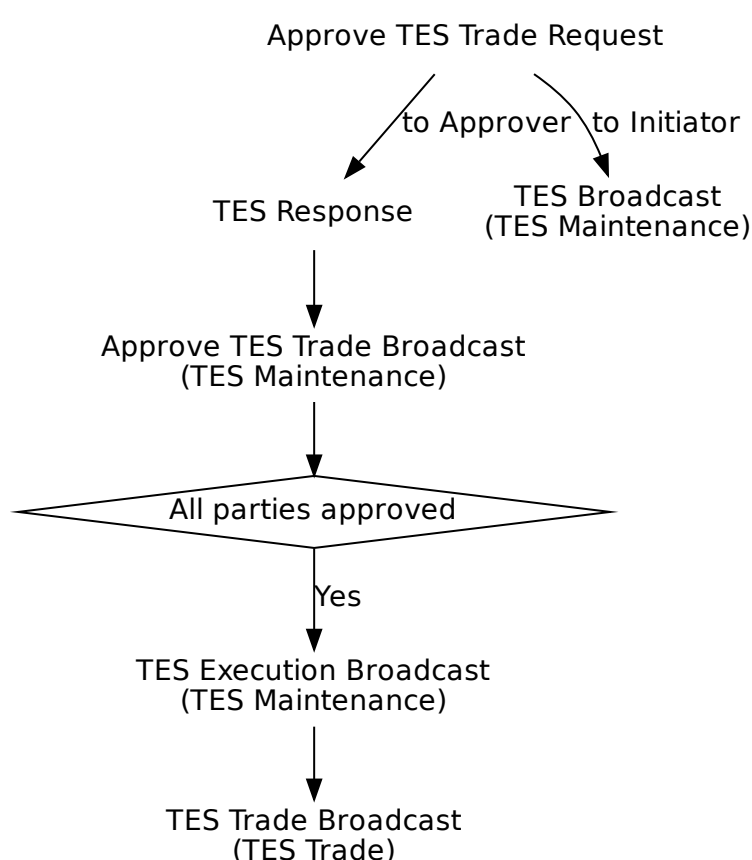 Approve TES Trade Request
to Approver
to Initiator
TES Response
TES Broadcast
(TES Maintenance)
Approve TES Trade Broadcast
(TES Maintenance)
All parties approved
Yes
TES Execution Broadcast
(TES Maintenance)
TES Trade Broadcast
(TES Trade)